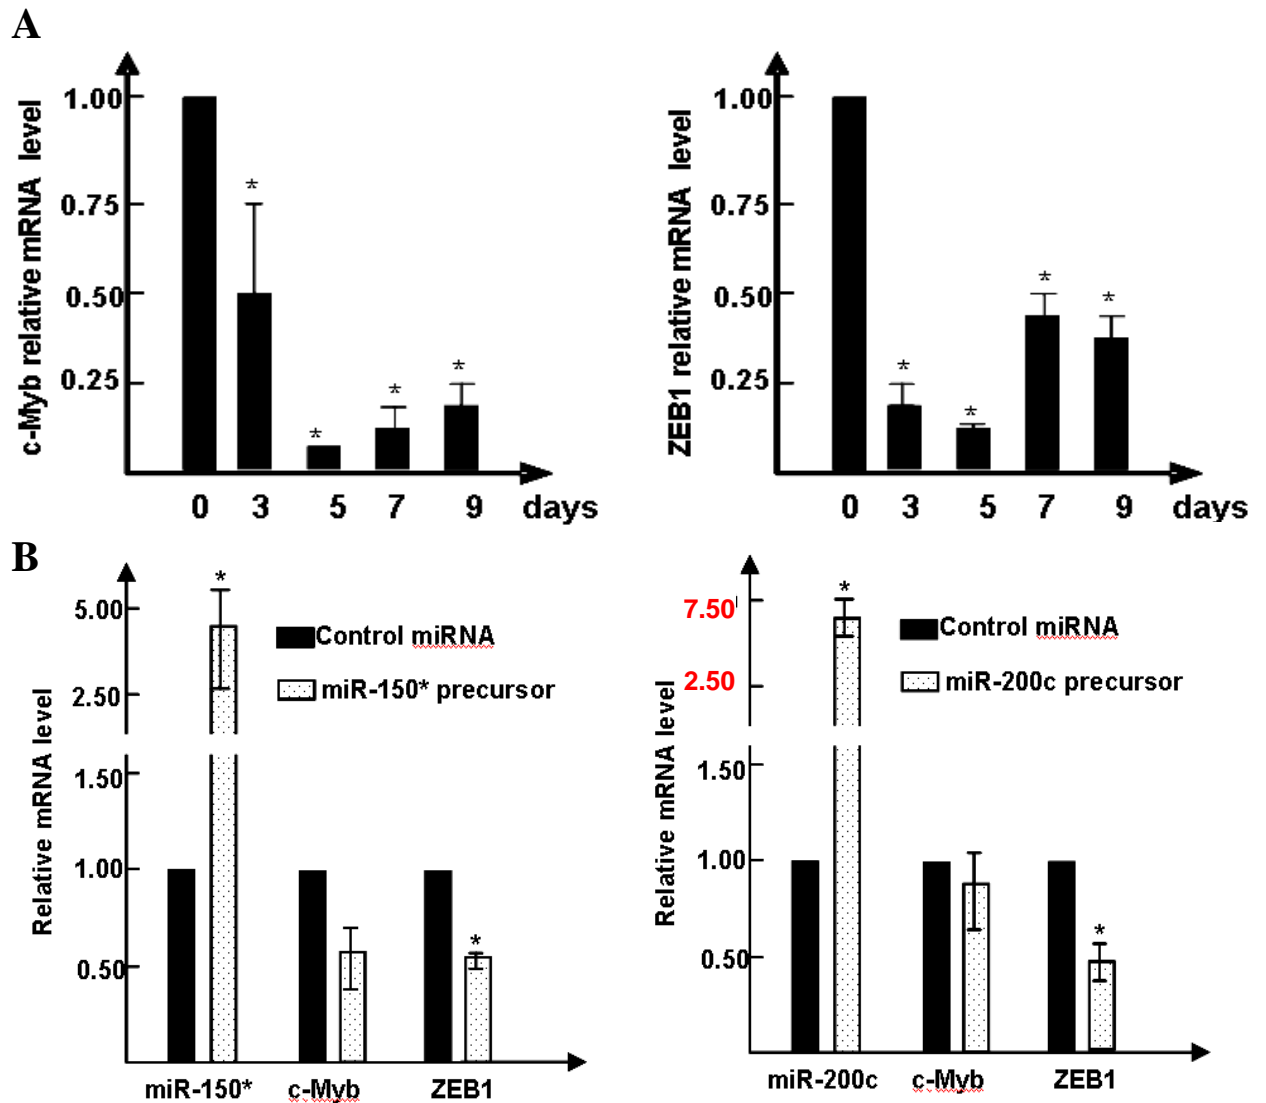 A
c-Myb relative mRNA level
1.00
0.75
0.50
0.25
*
*
*
*
0 3 5 7 9 days
ZEB1 relative mRNA level
1.00
0.75
0.50
0.25
*
*
*
*
0 3 5 7 9 days
B
Relative mRNA level
5.00
2.50
1.50
1.00
0.50
*
*
Control miRNA
miR-150* precursor
miR-150* c-Myb ZEB1
Relative mRNA level
7.50
2.50
1.50
1.00
0.50
*
*
Control miRNA
miR-200c precursor
miR-200c c-Myb ZEB1